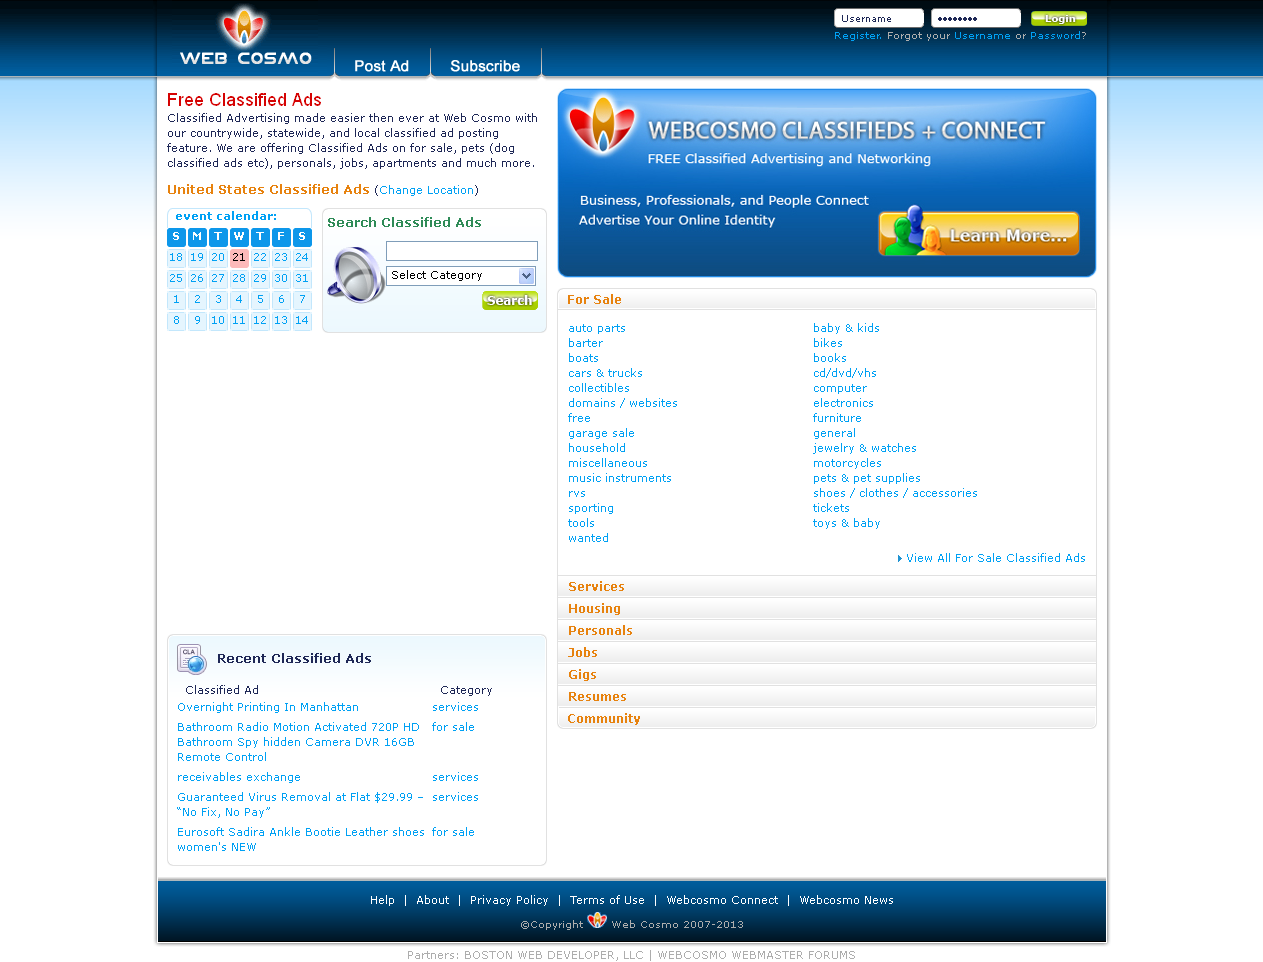 WEB COSMO
Post Ad
Subscribe
Username
••••••••
Login
Register. Forgot your Username or Password?
Free Classified Ads
Classified Advertising made easier then ever at Web Cosmo with
our countrywide, statewide, and local classified ad posting
feature. We are offering Classified Ads on for sale, pets (dog
classified ads etc), personals, jobs, apartments and much more.
United States Classified Ads (Change Location)
event calendar:
S M T W T F S
18 19 20 21 22 23 24
25 26 27 28 29 30 31
1 2 3 4 5 6 7
8 9 10 11 12 13 14
Search Classified Ads
Select Category
Search
Recent Classified Ads
Classified Ad Category
Overnight Printing In Manhattan services
Bathroom Radio Motion Activated 720P HD for sale
Bathroom Spy hidden Camera DVR 16GB
Remote Control
receivables exchange services
Guaranteed Virus Removal at Flat $29.99 – services
“No Fix, No Pay”
Eurosoft Sadira Ankle Bootie Leather shoes for sale
women's NEW
WEBCOSMO CLASSIFIEDS + CONNECT
FREE Classified Advertising and Networking
Business, Professionals, and People Connect
Advertise Your Online Identity
Learn More...
For Sale
auto parts baby & kids
barter bikes
boats books
cars & trucks cd/dvd/vhs
collectibles computer
domains / websites electronics
free furniture
garage sale general
household jewelry & watches
miscellaneous motorcycles
music instruments pets & pet supplies
rvs shoes / clothes / accessories
sporting tickets
tools toys & baby
wanted
View All For Sale Classified Ads
Services
Housing
Personals
Jobs
Gigs
Resumes
Community
Help | About | Privacy Policy | Terms of Use | Webcosmo Connect | Webcosmo News
©Copyright Web Cosmo 2007-2013
Partners: BOSTON WEB DEVELOPER, LLC | WEBCOSMO WEBMASTER FORUMS